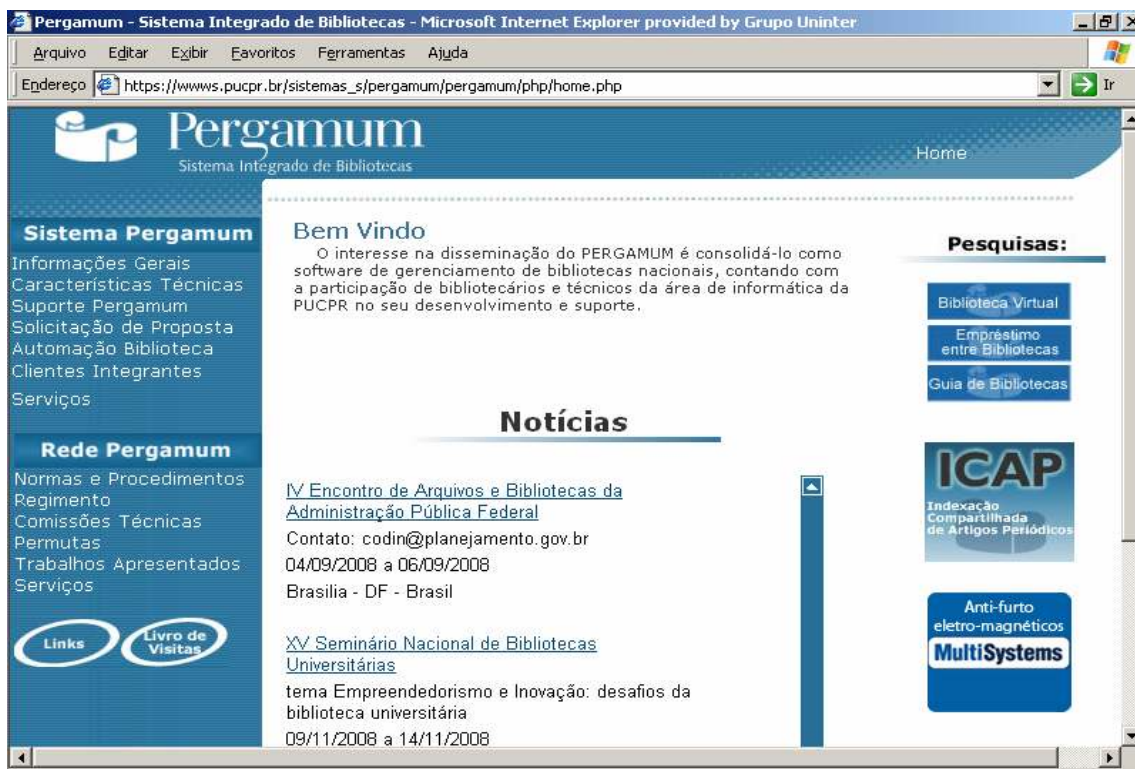 Pergamum - Sistema Integrado de Bibliotecas - Microsoft Internet Explorer provided by Grupo Uninter
Arquivo Editar Exibir Favoritos Ferramentas Ajuda
Endereço https://wwws.pucpr.br/sistemas_s/pergamum/pergamum/php/home.php Ir
Pergamum
Sistema Integrado de Bibliotecas
Home
Sistema Pergamum
Informações Gerais
Características Técnicas
Suporte Pergamum
Solicitação de Proposta
Automação Biblioteca
Clientes Integrantes
Serviços
Rede Pergamum
Normas e Procedimentos
Regimento
Comissões Técnicas
Permutas
Trabalhos Apresentados
Serviços
Links
Livro de
Visitas
Bem Vindo
O interesse na disseminação do PERGAMUM é consolidá-lo como
software de gerenciamento de bibliotecas nacionais, contando com
a participação de bibliotecários e técnicos da área de informática da
PUCPR no seu desenvolvimento e suporte.
Notícias
IV Encontro de Arquivos e Bibliotecas da
Administração Pública Federal
Contato: codin@planejamento.gov.br
04/09/2008 a 06/09/2008
Brasilia - DF - Brasil
XV Seminário Nacional de Bibliotecas
Universitárias
tema Empreendedorismo e Inovação: desafios da
biblioteca universitária
09/11/2008 a 14/11/2008
Pesquisas:
Biblioteca Virtual
Empréstimo
entre Bibliotecas
Guia de Bibliotecas
ICAP
Indexação
Compartilhada
de Artigos Periódicos
Anti-furto
eletro-magnéticos
MultiSystems